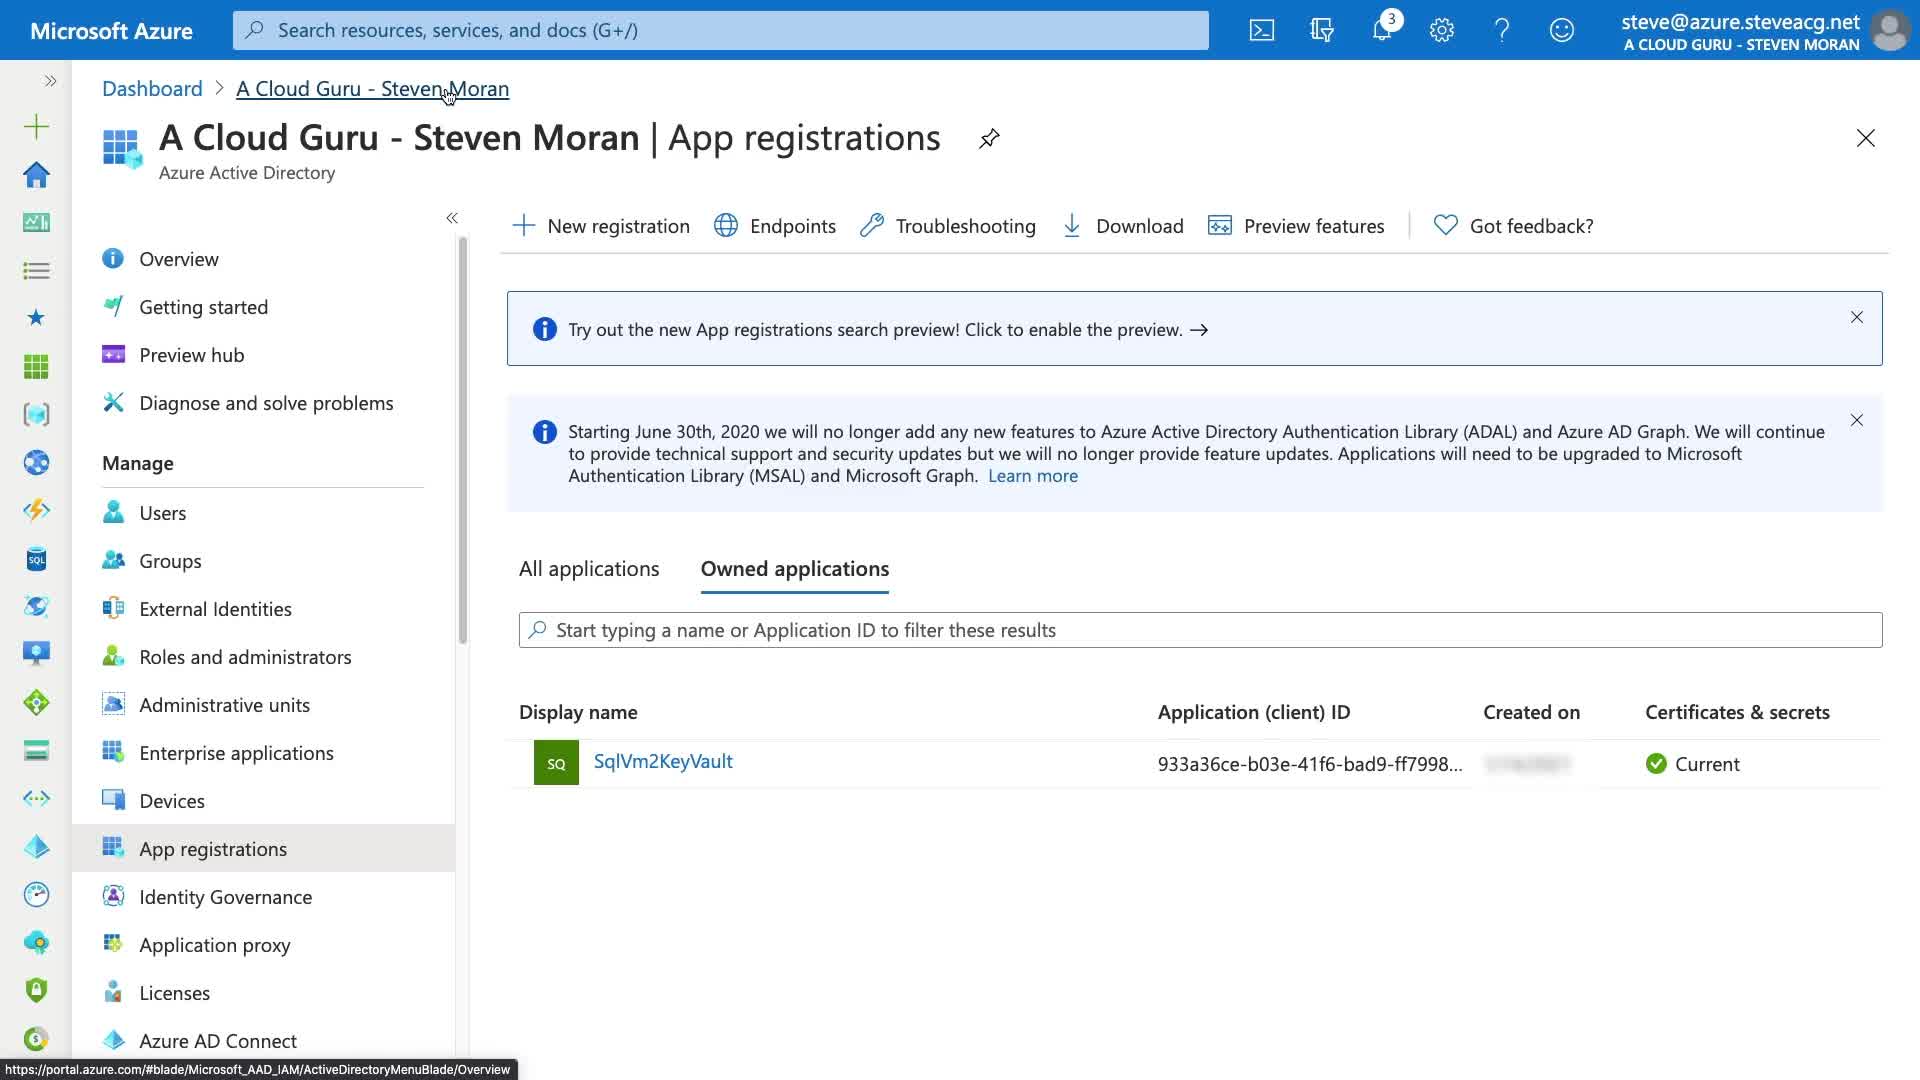 Microsoft Azure
Search resources, services, and docs (G+/)
3
steve@azure.steveacg.net
A CLOUD GURU - STEVEN MORAN
Dashboard > A Cloud Guru - Steven Moran
A Cloud Guru - Steven Moran | App registrations
Azure Active Directory
New registration
Endpoints
Troubleshooting
Download
Preview features
Got feedback?
Overview
Getting started
Preview hub
Diagnose and solve problems
Manage
Users
Groups
External Identities
Roles and administrators
Administrative units
Enterprise applications
Devices
App registrations
Identity Governance
Application proxy
Licenses
Azure AD Connect
Try out the new App registrations search preview! Click to enable the preview. →
Starting June 30th, 2020 we will no longer add any new features to Azure Active Directory Authentication Library (ADAL) and Azure AD Graph. We will continue
to provide technical support and security updates but we will no longer provide feature updates. Applications will need to be upgraded to Microsoft
Authentication Library (MSAL) and Microsoft Graph. Learn more
All applications
Owned applications
Start typing a name or Application ID to filter these results
Display name
Application (client) ID
Created on
Certificates & secrets
SQ
SqlVm2KeyVault
933a36ce-b03e-41f6-bad9-ff7998...
Current
SQL
https://portal.azure.com/#blade/Microsoft_AAD_IAM/ActiveDirectoryMenuBlade/Overview